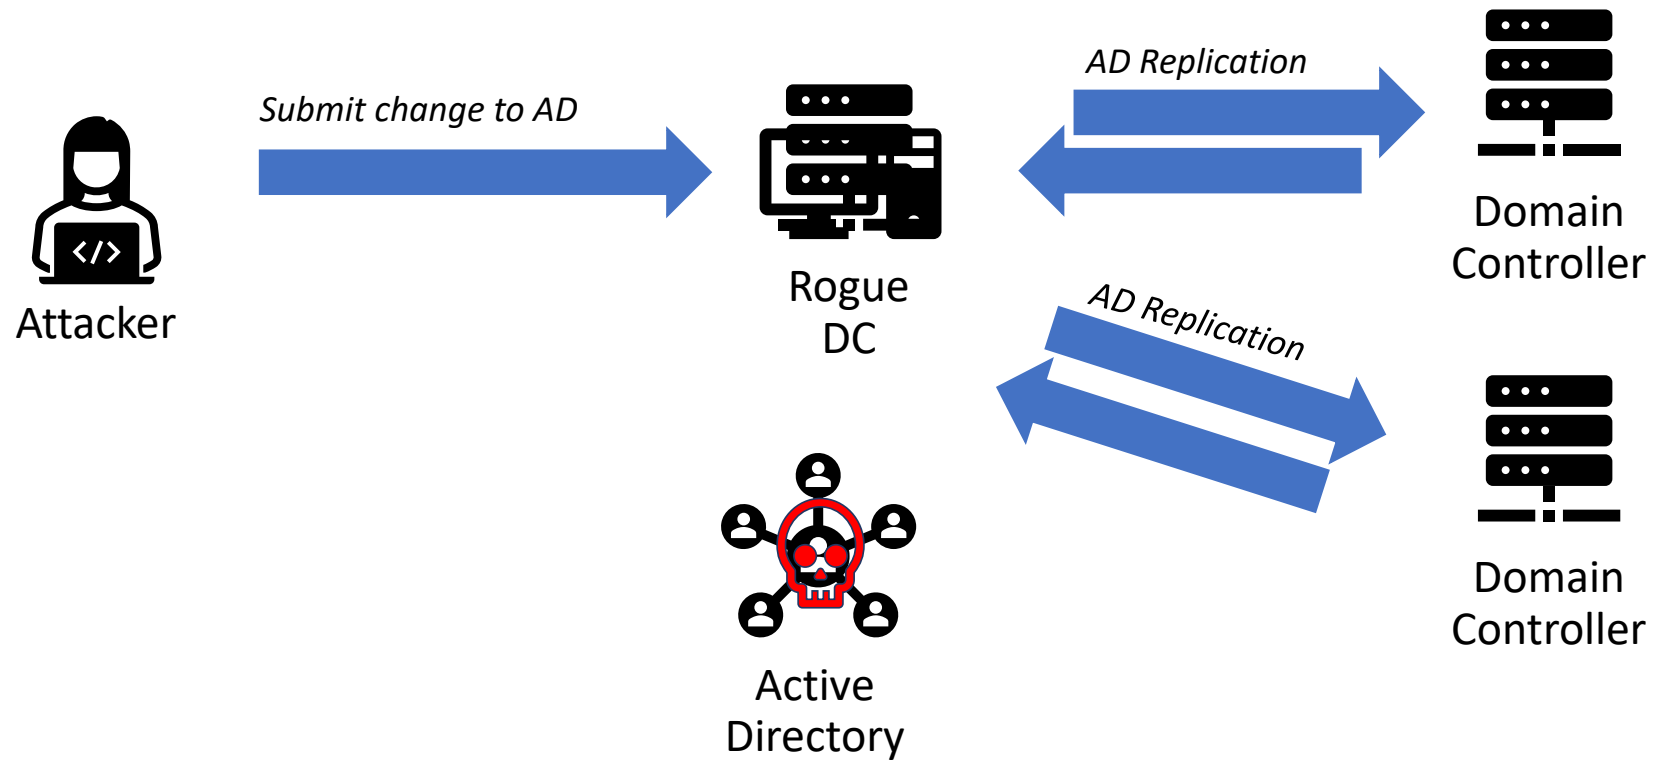 Submit change to AD
AD Replication
Attacker
Rogue
DC
Domain
Controller
AD Replication
Active
Directory
Domain
Controller